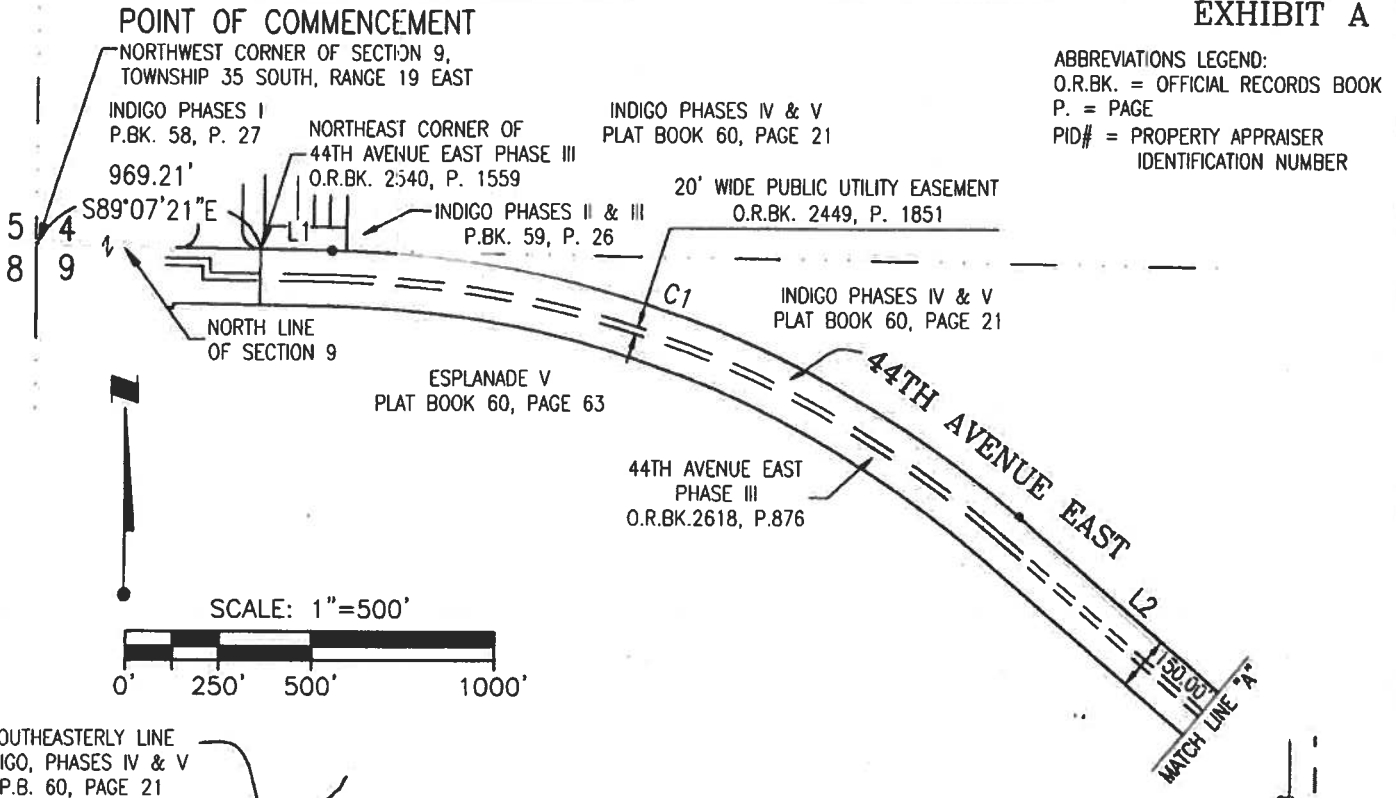 EXHIBIT A
POINT OF COMMENCEMENT
NORTHWEST CORNER OF SECTION 9,
TOWNSHIP 35 SOUTH, RANGE 19 EAST
ABBREVIATIONS LEGEND:
O.R.BK. = OFFICIAL RECORDS BOOK
P. = PAGE
PID# = PROPERTY APPRAISER
IDENTIFICATION NUMBER
INDIGO PHASES I
P.BK. 58, P. 27
NORTHEAST CORNER OF
44TH AVENUE EAST PHASE III
O.R.BK. 2540, P. 1559
INDIGO PHASES IV & V
PLAT BOOK 60, PAGE 21
969.21'
S89°07'21"E
L1
INDIGO PHASES II & III
P.BK. 59, P. 26
20' WIDE PUBLIC UTILITY EASEMENT
O.R.BK. 2449, P. 1851
5 4
8 9
NORTH LINE
OF SECTION 9
C1
INDIGO PHASES IV & V
PLAT BOOK 60, PAGE 21
ESPLANADE V
PLAT BOOK 60, PAGE 63
44TH AVENUE EAST
44TH AVENUE EAST
PHASE III
O.R.BK.2618, P.876
N
SCALE: 1"=500'
0' 250' 500' 1000'
L2
150.00'
MATCH LINE "A"
OUTHEASTERLY LINE
IGO, PHASES IV & V
P.B. 60, PAGE 21